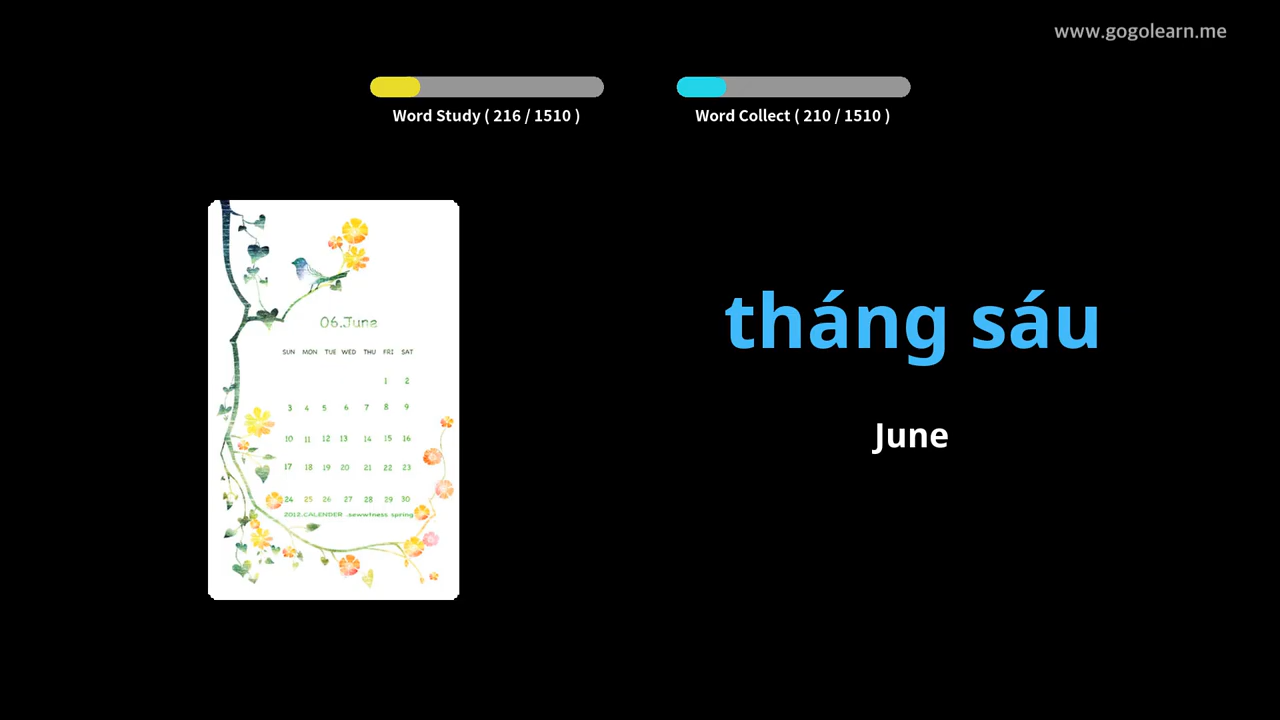 www.gogolearn.me
Word Study ( 216 / 1510 )
Word Collect ( 210 / 1510 )
06.June
SUN MON TUE WED THU FRI SAT
1 2
3 4 5 6 7 8 9
10 11 12 13 14 15 16
17 18 19 20 21 22 23
24 25 26 27 28 29 30
2012.CALENDER .sewwtness spring
tháng sáu
June